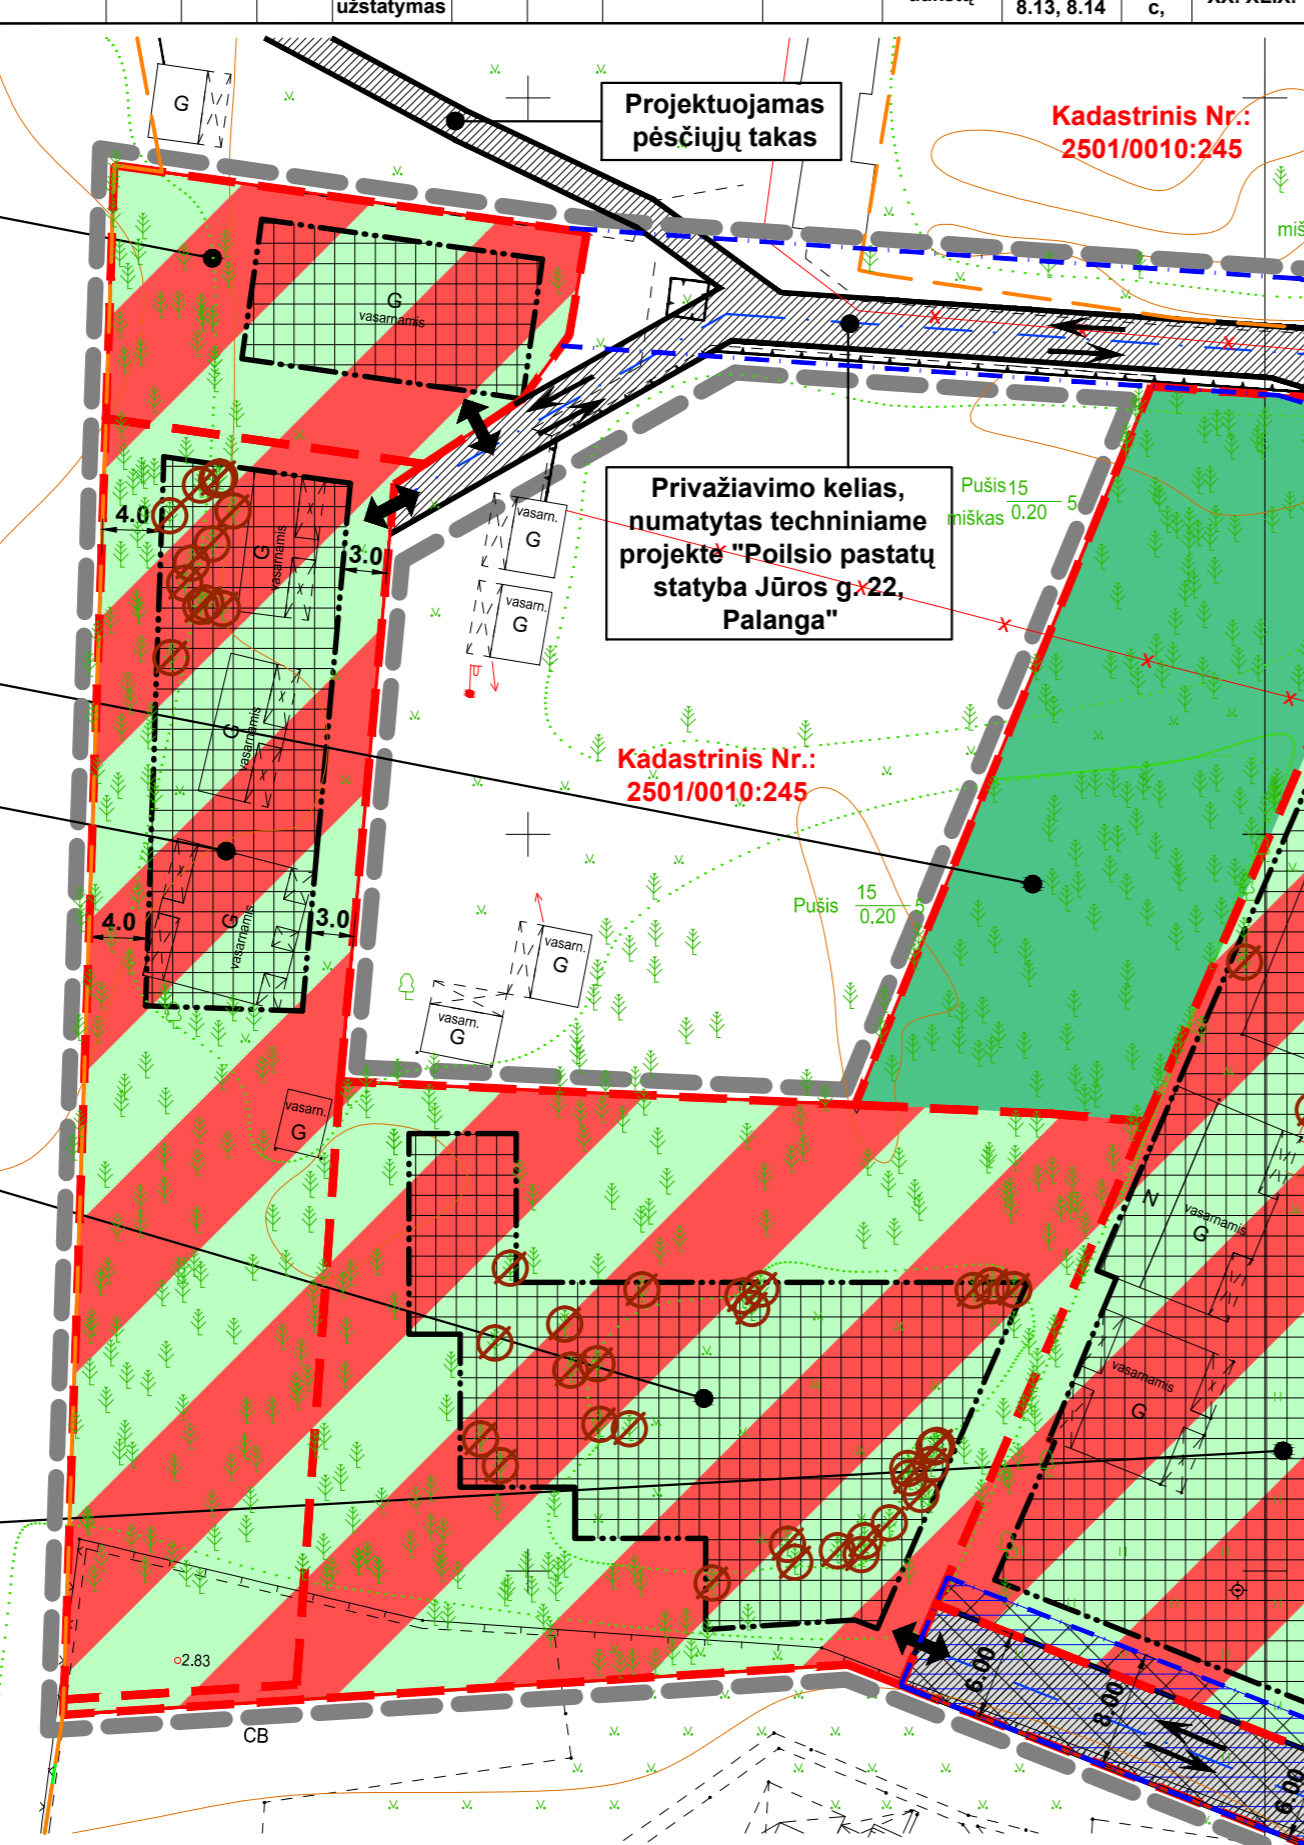 užstatymas
8.13, 8.14
c,
G
Projektuojamas
pėsčiųjų takas
Kadastrinis Nr.:
2501/0010:245
miš
G
vasarnamis
4.0
3.0
G
vasarnamis
vasarn.
G
vasarn.
G
Privažiavimo kelias,
numatytas techniniame
projekte "Poilsio pastatų
statyba Jūros g. 22,
Palanga"
Pušis 15 5
miškas 0.20
Kadastrinis Nr.:
2501/0010:245
G
vasarnamis
Pušis 15 5
0.20
4.0
3.0
G
vasarnamis
vasarn.
G
vasarn.
G
vasarn.
G
N
vasarnamis
G
vasarnamis
G
2.83
CB
6.00
8.00
6.00